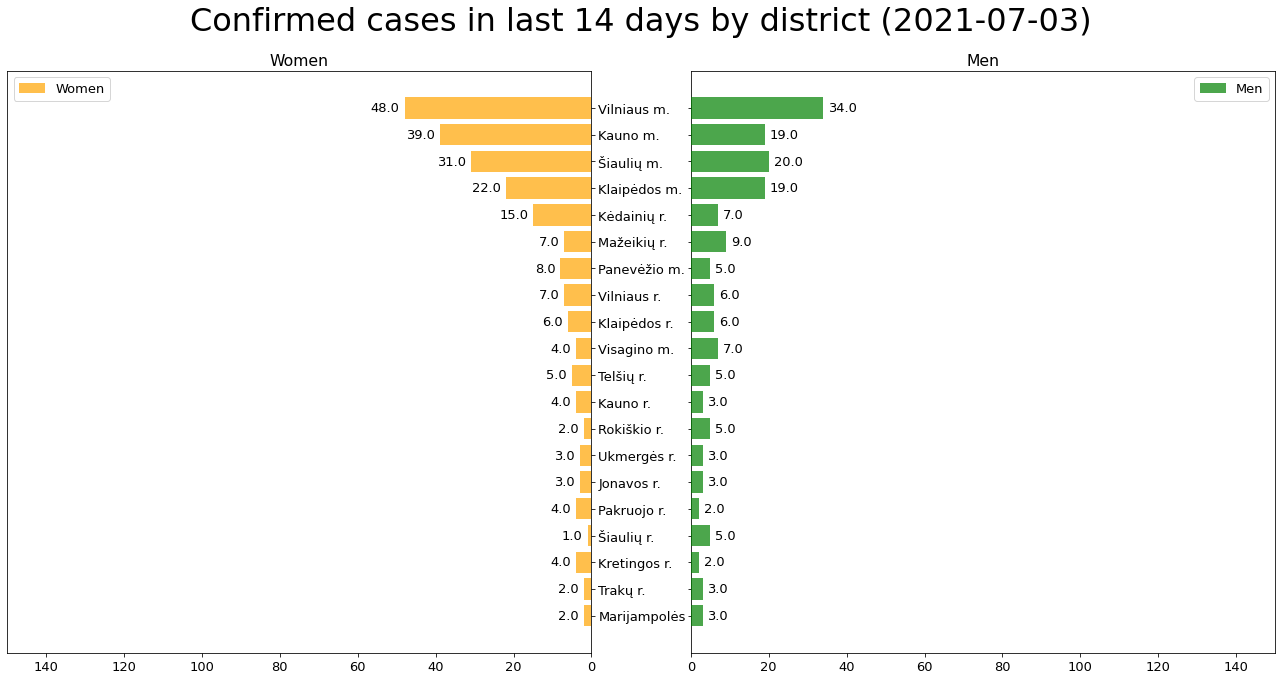 Confirmed cases in last 14 days by district (2021-07-03)
Women Men
Women Men
48.0 Vilniaus m. 34.0
39.0 Kauno m. 19.0
31.0 Šiaulių m. 20.0
22.0 Klaipėdos m. 19.0
15.0 Kėdainių r. 7.0
7.0 Mažeikių r. 9.0
8.0 Panevėžio m. 5.0
7.0 Vilniaus r. 6.0
6.0 Klaipėdos r. 6.0
4.0 Visagino m. 7.0
5.0 Telšių r. 5.0
4.0 Kauno r. 3.0
2.0 Rokiškio r. 5.0
3.0 Ukmergės r. 3.0
3.0 Jonavos r. 3.0
4.0 Pakruojo r. 2.0
1.0 Šiaulių r. 5.0
4.0 Kretingos r. 2.0
2.0 Trakų r. 3.0
2.0 Marijampolės 3.0
140 120 100 80 60 40 20 0 0 20 40 60 80 100 120 140